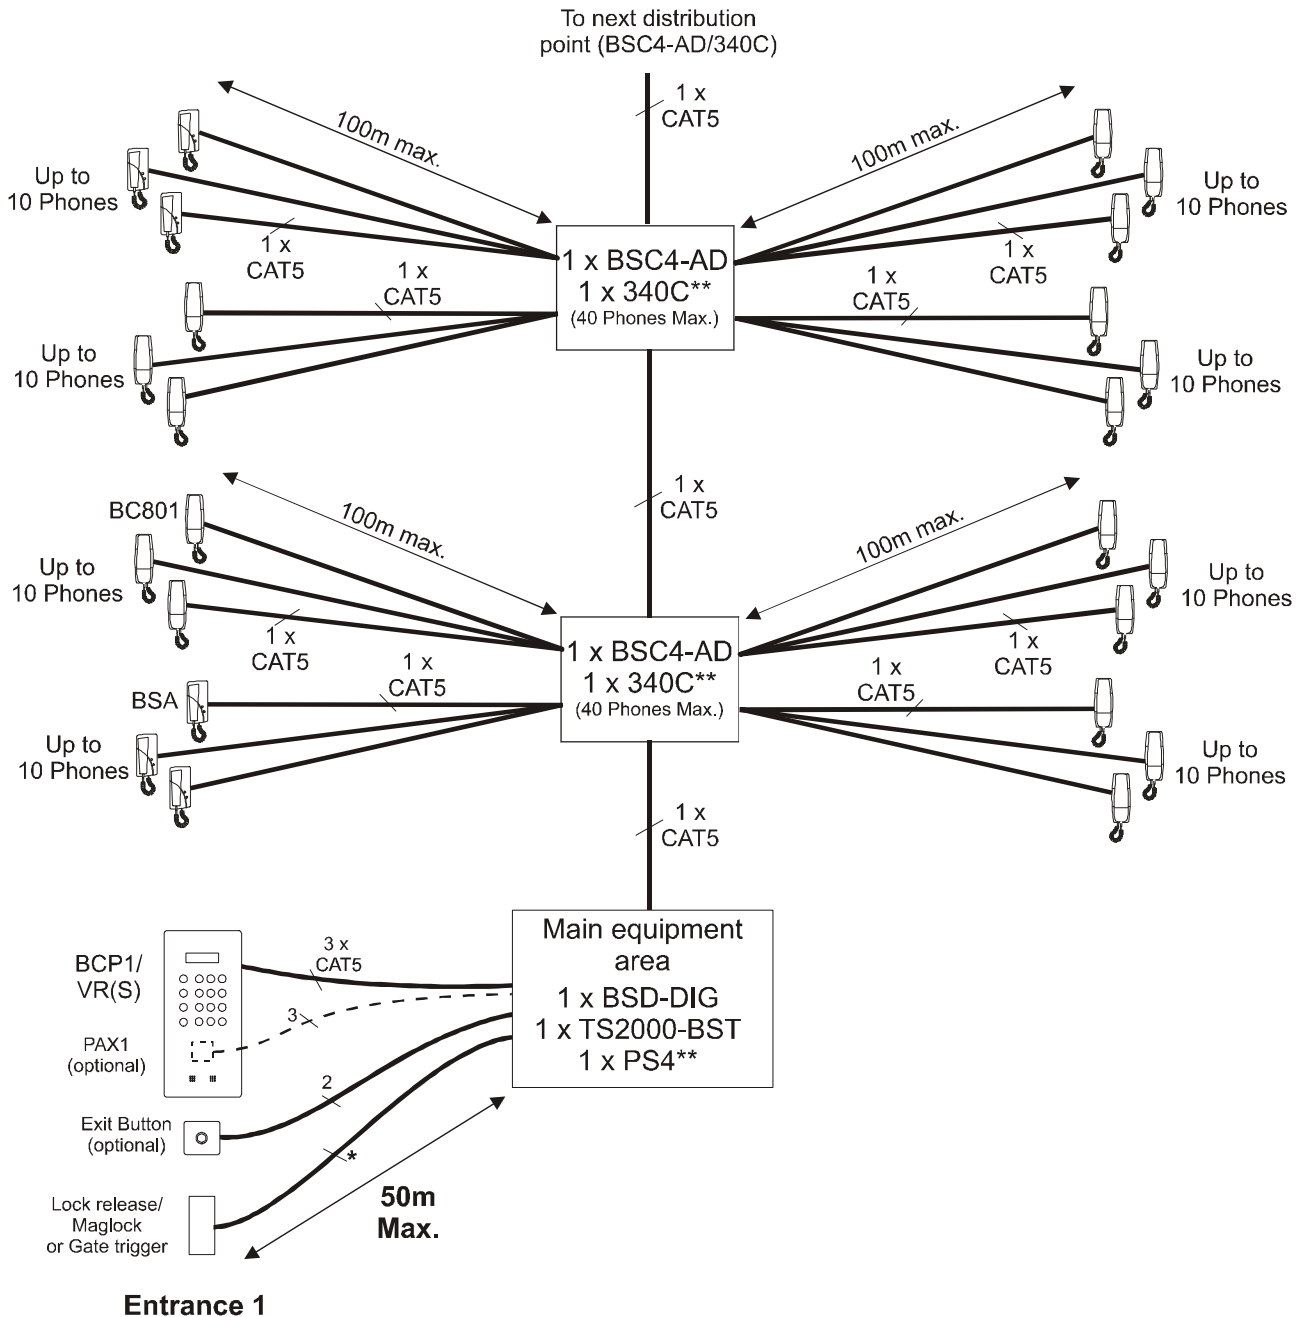 To next distribution
point (BSC4-AD/340C)
1 x
CAT5
100m max.
100m max.
Up to
10 Phones
Up to
10 Phones
1 x
CAT5
1 x
CAT5
1 x BSC4-AD
1 x 340C**
(40 Phones Max.)
1 x
CAT5
1 x
CAT5
Up to
10 Phones
Up to
10 Phones
1 x
CAT5
BC801
100m max.
100m max.
Up to
10 Phones
Up to
10 Phones
1 x
CAT5
1 x
CAT5
1 x BSC4-AD
1 x 340C**
(40 Phones Max.)
1 x
CAT5
1 x
CAT5
BSA
Up to
10 Phones
Up to
10 Phones
1 x
CAT5
Main equipment
area
1 x BSD-DIG
1 x TS2000-BST
1 x PS4**
3 x
CAT5
BCP1/
VR(S)
3
PAX1
(optional)
2
Exit Button
(optional)
*
50m
Max.
Lock release/
Maglock
or Gate trigger
Entrance 1